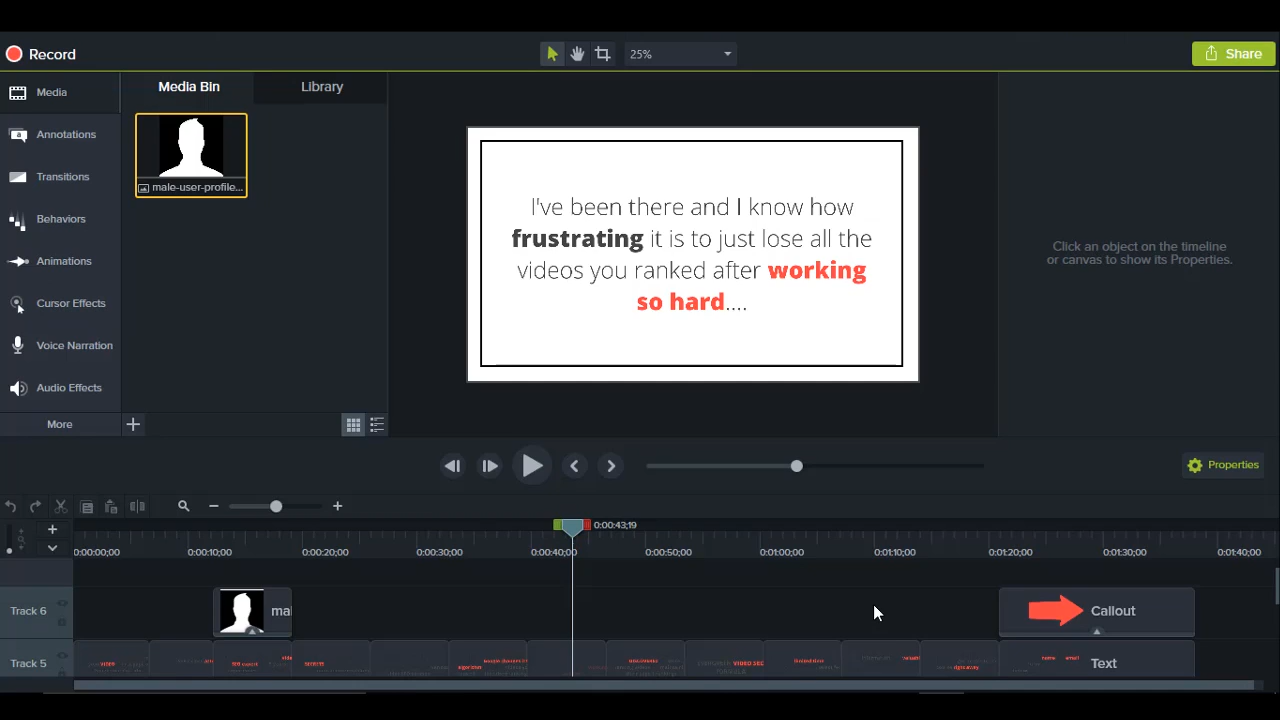 Record
25%
Share
Media
Media Bin
Library
Annotations
Transitions
Behaviors
Animations
Cursor Effects
Voice Narration
Audio Effects
More
male-user-profile...
I've been there and I know how
frustrating it is to just lose all the
videos you ranked after working
so hard....
Click an object on the timeline
or canvas to show its Properties.
Properties
0:00:43;19
0:00:00;00
0:00:10;00
0:00:20;00
0:00:30;00
0:00:40;00
0:00:50;00
0:01:00;00
0:01:10;00
0:01:20;00
0:01:30;00
0:01:40;00
Track 6
mal
Callout
Track 5
Text